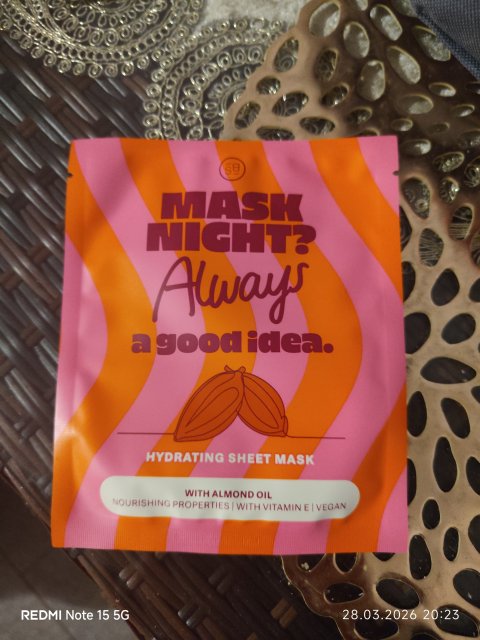 MASK
NIGHT?
Always
a good idea.
HYDRATING SHEET MASK
WITH ALMOND OIL
NOURISHING PROPERTIES | WITH VITAMIN E | VEGAN
REDMI Note 15 5G
28.03.2026 20:23